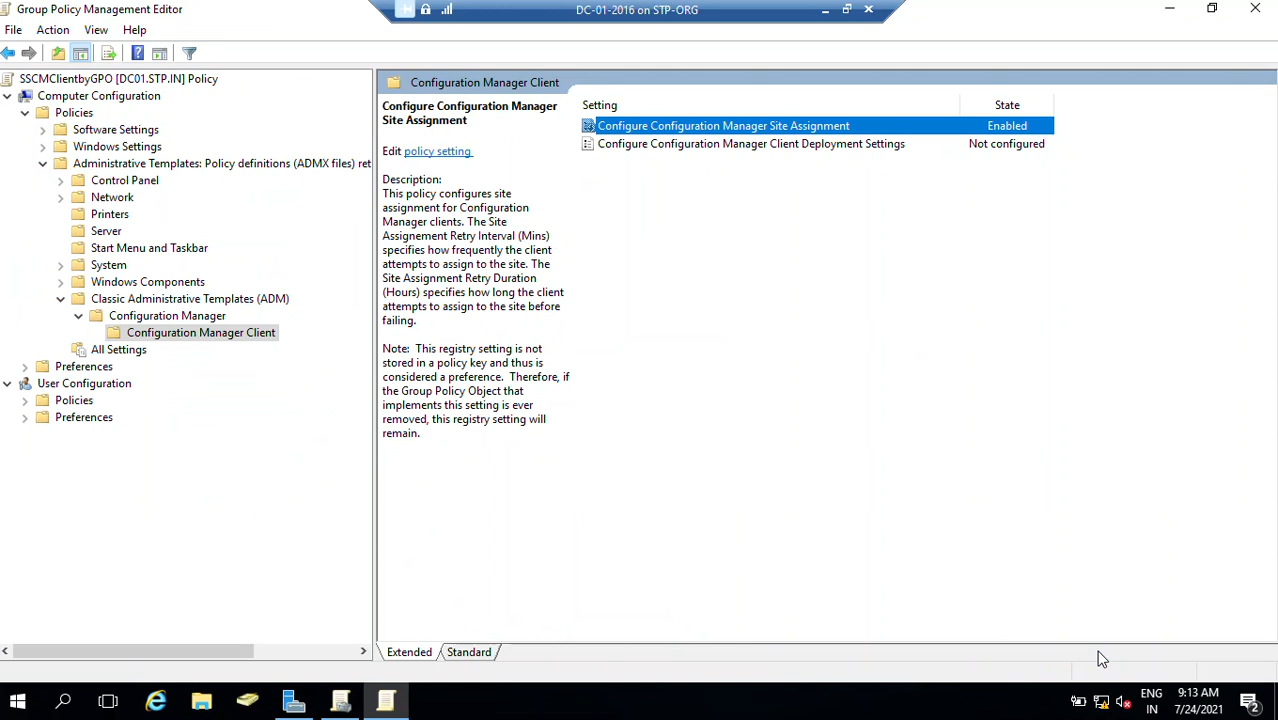 Group Policy Management Editor
DC-01-2016 on STP-ORG
File Action View Help
SSCMClientbyGPO [DC01.STP.IN] Policy
Computer Configuration
Policies
Software Settings
Windows Settings
Administrative Templates: Policy definitions (ADMX files) ret
Control Panel
Network
Printers
Server
Start Menu and Taskbar
System
Windows Components
Classic Administrative Templates (ADM)
Configuration Manager
Configuration Manager Client
All Settings
Preferences
User Configuration
Policies
Preferences
Configuration Manager Client
Configure Configuration Manager
Site Assignment
Edit policy setting
Description:
This policy configures site
assignment for Configuration
Manager clients. The Site
Assignement Retry Interval (Mins)
specifies how frequently the client
attempts to assign to the site. The
Site Assignment Retry Duration
(Hours) specifies how long the client
attempts to assign to the site before
failing.
Note: This registry setting is not
stored in a policy key and thus is
considered a preference. Therefore, if
the Group Policy Object that
implements this setting is ever
removed, this registry setting will
remain.
Setting State
Configure Configuration Manager Site Assignment Enabled
Configure Configuration Manager Client Deployment Settings Not configured
Extended Standard
ENG
IN
9:13 AM
7/24/2021
2